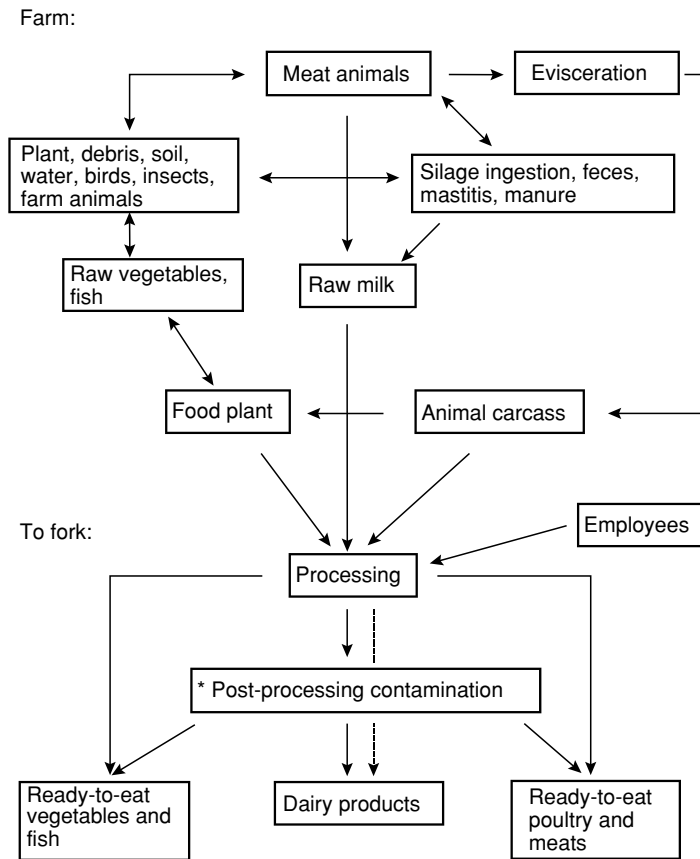 Farm:
Meat animals
Evisceration
Plant, debris, soil,
water, birds, insects,
farm animals
Silage ingestion, feces,
mastitis, manure
Raw vegetables,
fish
Raw milk
Food plant
Animal carcass
To fork:
Employees
Processing
* Post-processing contamination
Ready-to-eat
vegetables and
fish
Dairy products
Ready-to-eat
poultry and
meats